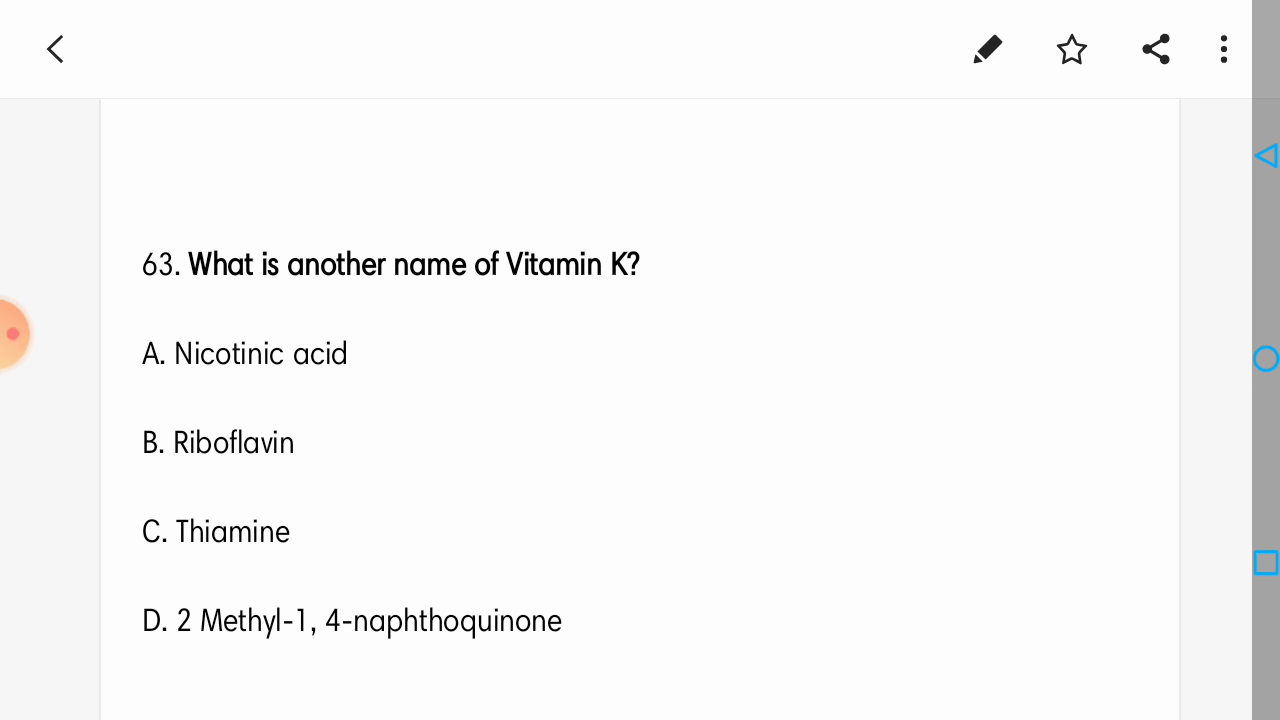 63. What is another name of Vitamin K?
A. Nicotinic acid
B. Riboflavin
C. Thiamine
D. 2 Methyl-1, 4-naphthoquinone